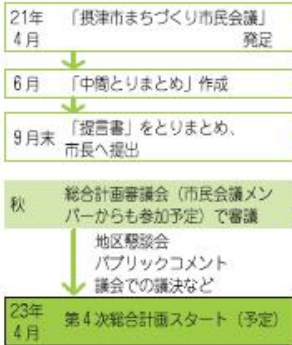 21年
4月
「摂津市まちづくり市民会議」
発足
6月
「中間とりまとめ」作成
9月末
「提言書」をとりまとめ、
市長へ提出
秋
総合計画審議会（市民会議メン
バーからも参加予定）で審議
地区懇談会
パブリックコメント
議会での議決など
23年
4月
第4次総合計画スタート（予定）